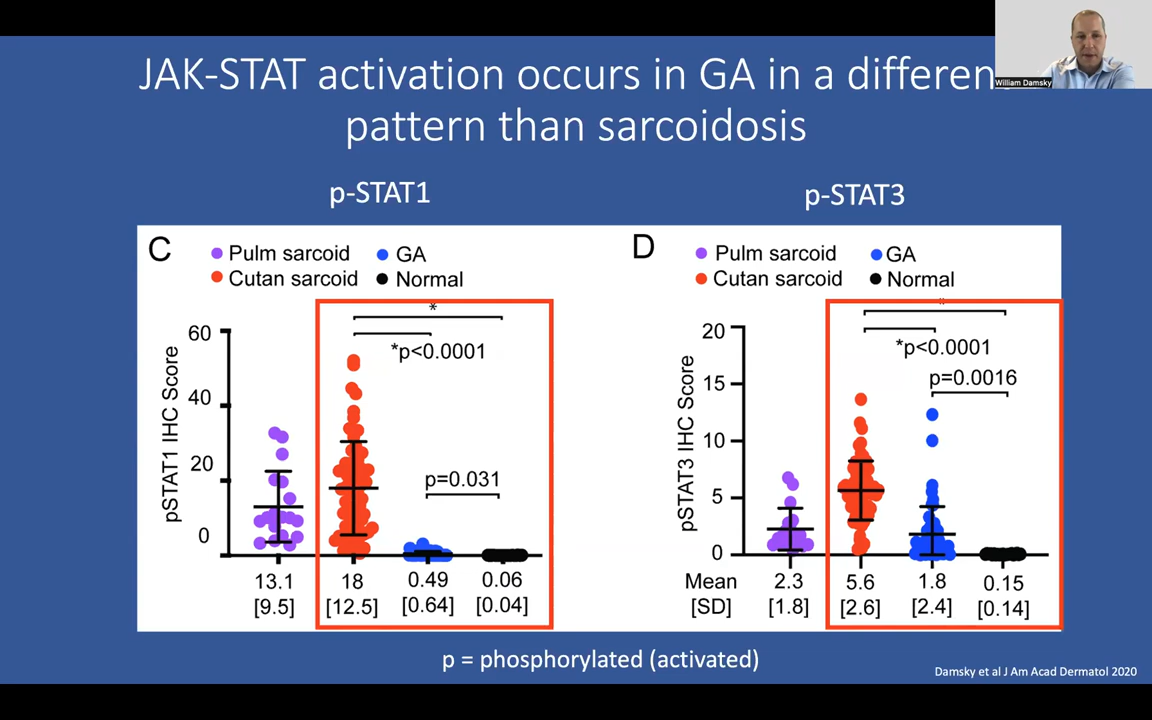 JAK-STAT activation occurs in GA in a differen
pattern than sarcoidosis
William Damsky
p-STAT1
p-STAT3
C
Pulm sarcoid
GA
Cutan sarcoid
Normal
*
*p<0.0001
p=0.031
pSTAT1 IHC Score
60
40
20
0
13.1
18
0.49
0.06
[9.5]
[12.5]
[0.64]
[0.04]
D
Pulm sarcoid
GA
Cutan sarcoid
Normal
*
*p<0.0001
p=0.0016
pSTAT3 IHC Score
20
15
10
5
0
Mean
2.3
5.6
1.8
0.15
[SD]
[1.8]
[2.6]
[2.4]
[0.14]
p = phosphorylated (activated)
Damsky et al J Am Acad Dermatol 2020